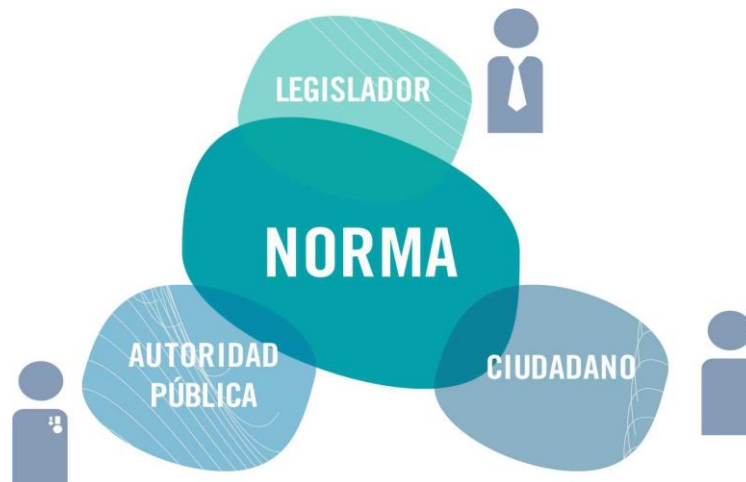 LEGISLADOR
NORMA
AUTORIDAD
PÚBLICA
CIUDADANO